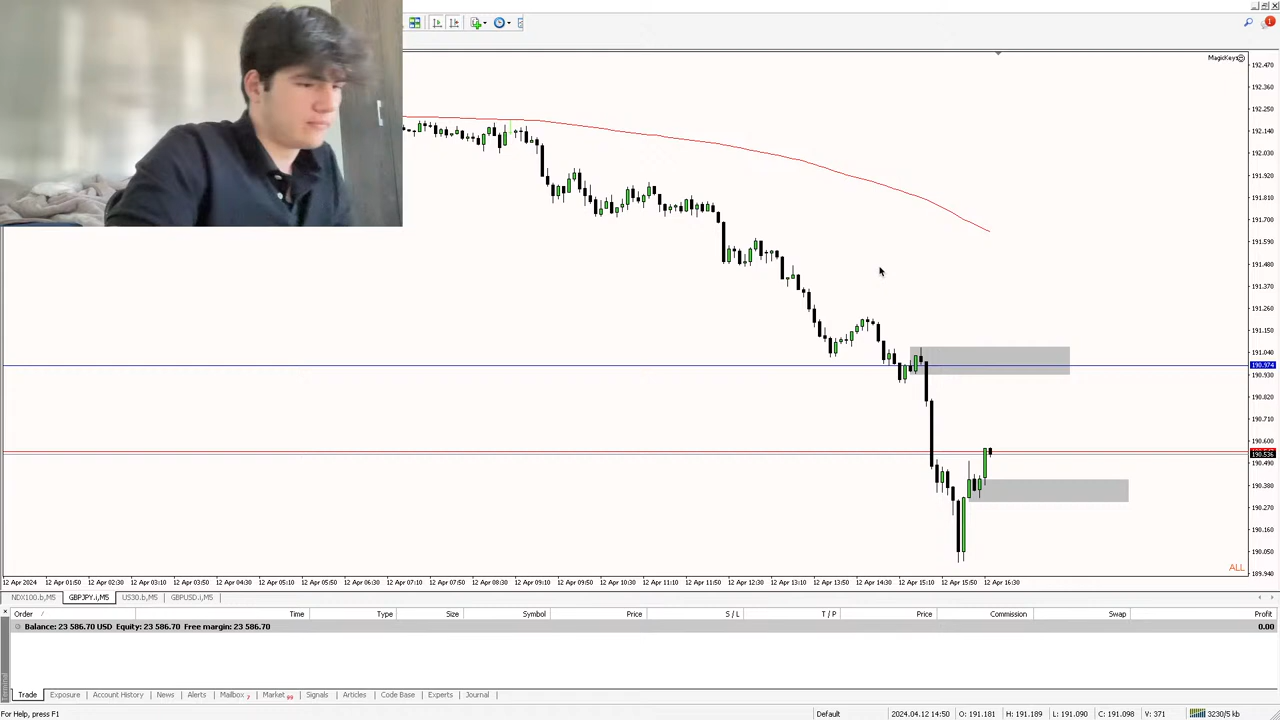 MagicKeys
192.470
192.360
192.250
192.140
192.030
191.920
191.810
191.700
191.590
191.480
191.370
191.260
191.150
191.040
190.974
190.930
190.820
190.710
190.600
190.536
190.490
190.380
190.270
190.160
190.050
189.940
ALL
12 Apr 2024 12 Apr 01:50 12 Apr 02:30 12 Apr 03:10 12 Apr 03:50 12 Apr 04:30 12 Apr 05:10 12 Apr 05:50 12 Apr 06:30 12 Apr 07:10 12 Apr 07:50 12 Apr 08:30 12 Apr 09:10 12 Apr 09:50 12 Apr 10:30 12 Apr 11:10 12 Apr 11:50 12 Apr 12:30 12 Apr 13:10 12 Apr 13:50 12 Apr 14:30 12 Apr 15:10 12 Apr 15:50 12 Apr 16:30
NDX100.b,M5 GBPJPY.i,M5 US30.b,M5 GBPUSD.i,M5
Order Time Type Size Symbol Price S / L T / P Price Commission Swap Profit
Balance: 23 586.70 USD Equity: 23 586.70 Free margin: 23 586.70 0.00
Terminal
Trade Exposure Account History News Alerts Mailbox 7 Market 89 Signals Articles Code Base Experts Journal
For Help, press F1 Default 2024.04.12 14:50 O: 191.181 H: 191.189 L: 191.090 C: 191.098 V: 371 3230/5 kb